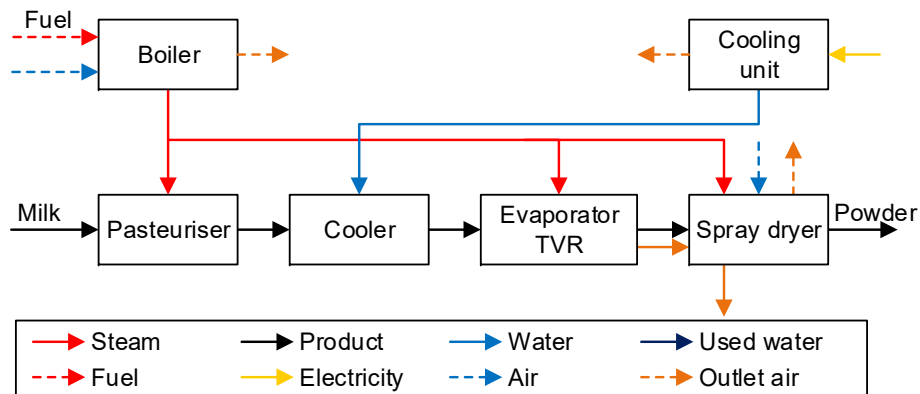 Fuel
Boiler
Cooling
unit
Milk
Pasteuriser
Cooler
Evaporator
TVR
Spray dryer
Powder
Steam
Product
Water
Used water
Fuel
Electricity
Air
Outlet air